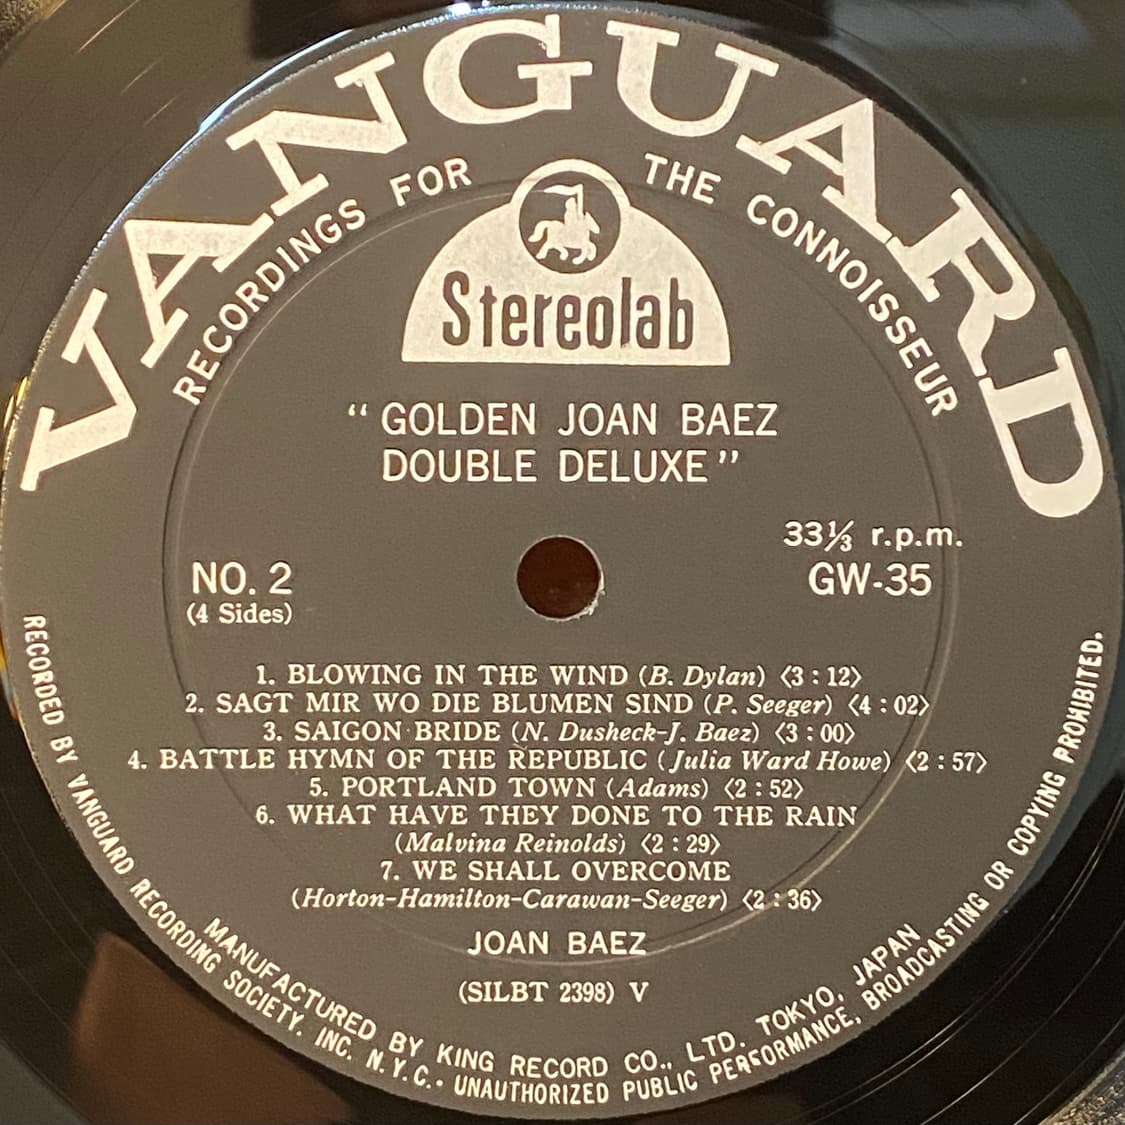 VANGUARD
RECORDINGS FOR THE CONNOISSEUR
Stereolab
“GOLDEN JOAN BAEZ
DOUBLE DELUXE”
33⅓ r.p.m.
NO. 2
GW-35
(4 Sides)
1. BLOWING IN THE WIND (B. Dylan) 〈3 : 12〉
2. SAGT MIR WO DIE BLUMEN SIND (P. Seeger) 〈4 : 02〉
3. SAIGON BRIDE (N. Dusheck-J. Baez) 〈3 : 00〉
4. BATTLE HYMN OF THE REPUBLIC (Julia Ward Howe) 〈2 : 57〉
5. PORTLAND TOWN (Adams) 〈2 : 52〉
6. WHAT HAVE THEY DONE TO THE RAIN
(Malvina Reinolds) 〈2 : 29〉
7. WE SHALL OVERCOME
(Horton-Hamilton-Carawan-Seeger) 〈2 : 36〉
JOAN BAEZ
(SILBT 2398) V
MANUFACTURED BY KING RECORD CO., LTD. TOKYO, JAPAN
RECORDED BY VANGUARD RECORDING SOCIETY. INC. N.Y.C.• UNAUTHORIZED PUBLIC PERFORMANCE, BROADCASTING OR COPYING PROHIBITED.